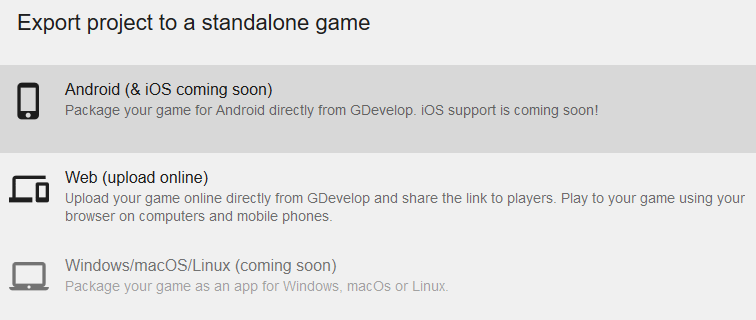 Export project to a standalone game
Android (& iOS coming soon)
Package your game for Android directly from GDevelop. iOS support is coming soon!
Web (upload online)
Upload your game online directly from GDevelop and share the link to players. Play to your game using your
browser on computers and mobile phones.
Windows/macOS/Linux (coming soon)
Package your game as an app for Windows, macOs or Linux.